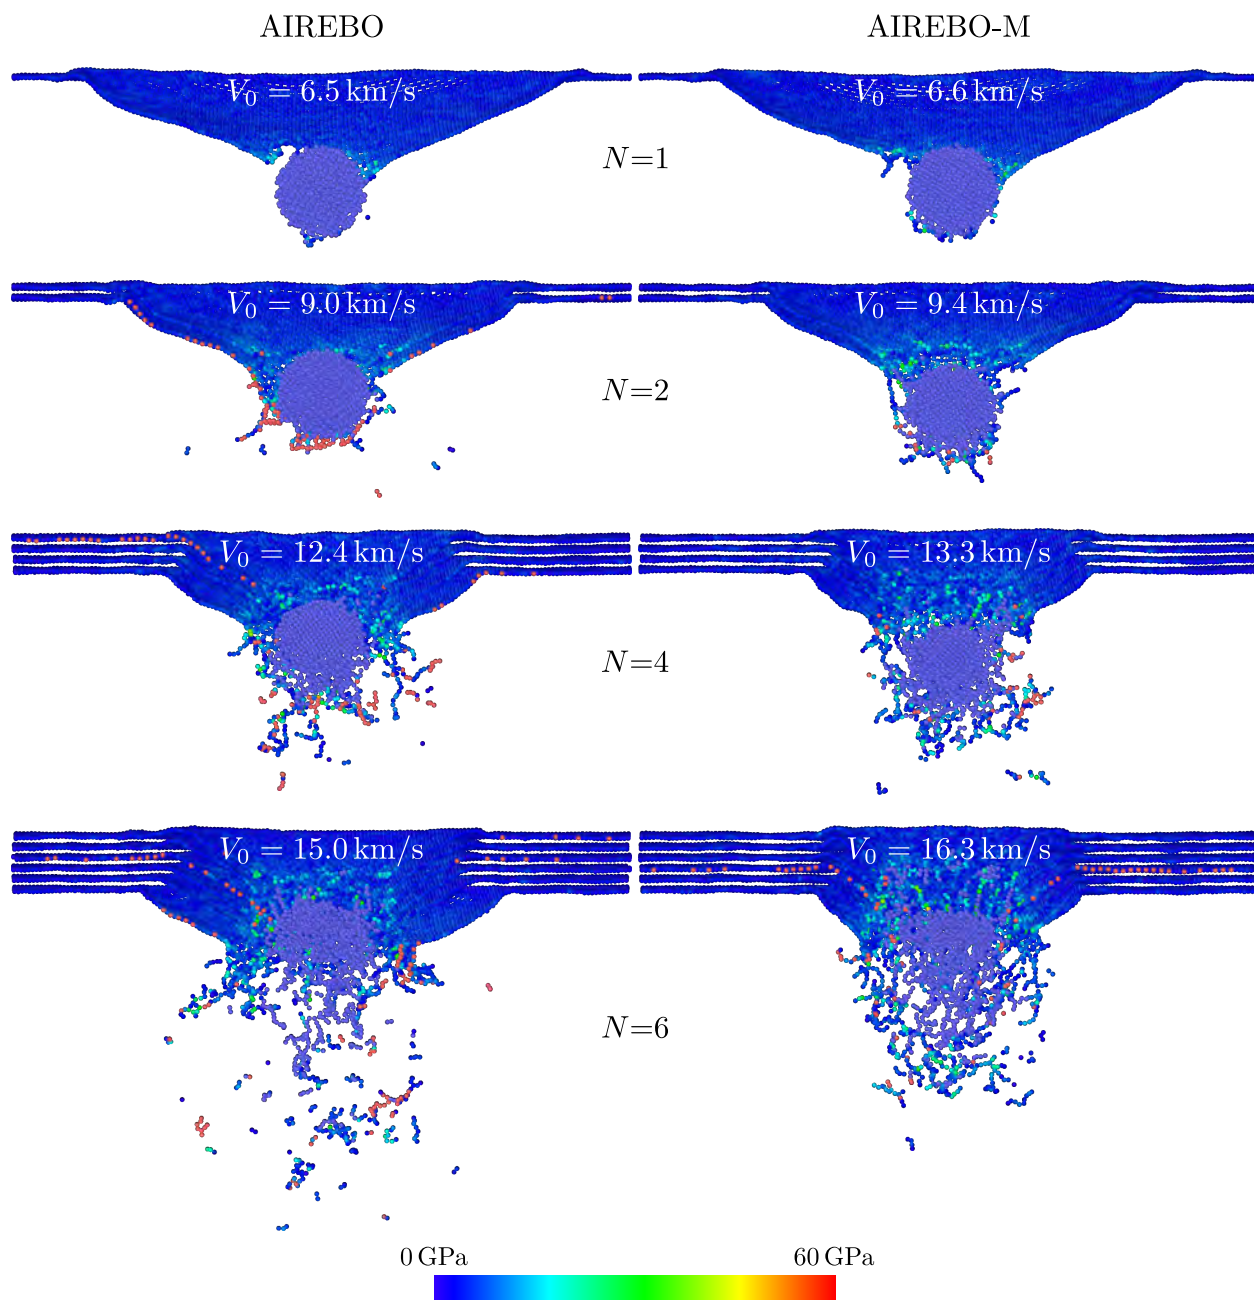 AIREBO AIREBO-M
V₀ = 6.5 km/s V₀ = 6.6 km/s
N=1
V₀ = 9.0 km/s V₀ = 9.4 km/s
N=2
V₀ = 12.4 km/s V₀ = 13.3 km/s
N=4
V₀ = 15.0 km/s V₀ = 16.3 km/s
N=6
0 GPa 60 GPa